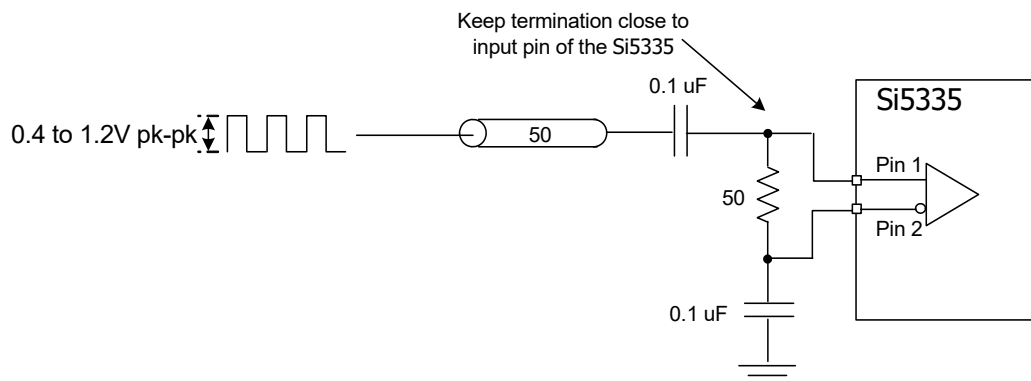 Keep termination close to
input pin of the Si5335
0.1 uF
Si5335
0.4 to 1.2V pk-pk
50
Pin 1
50
Pin 2
0.1 uF